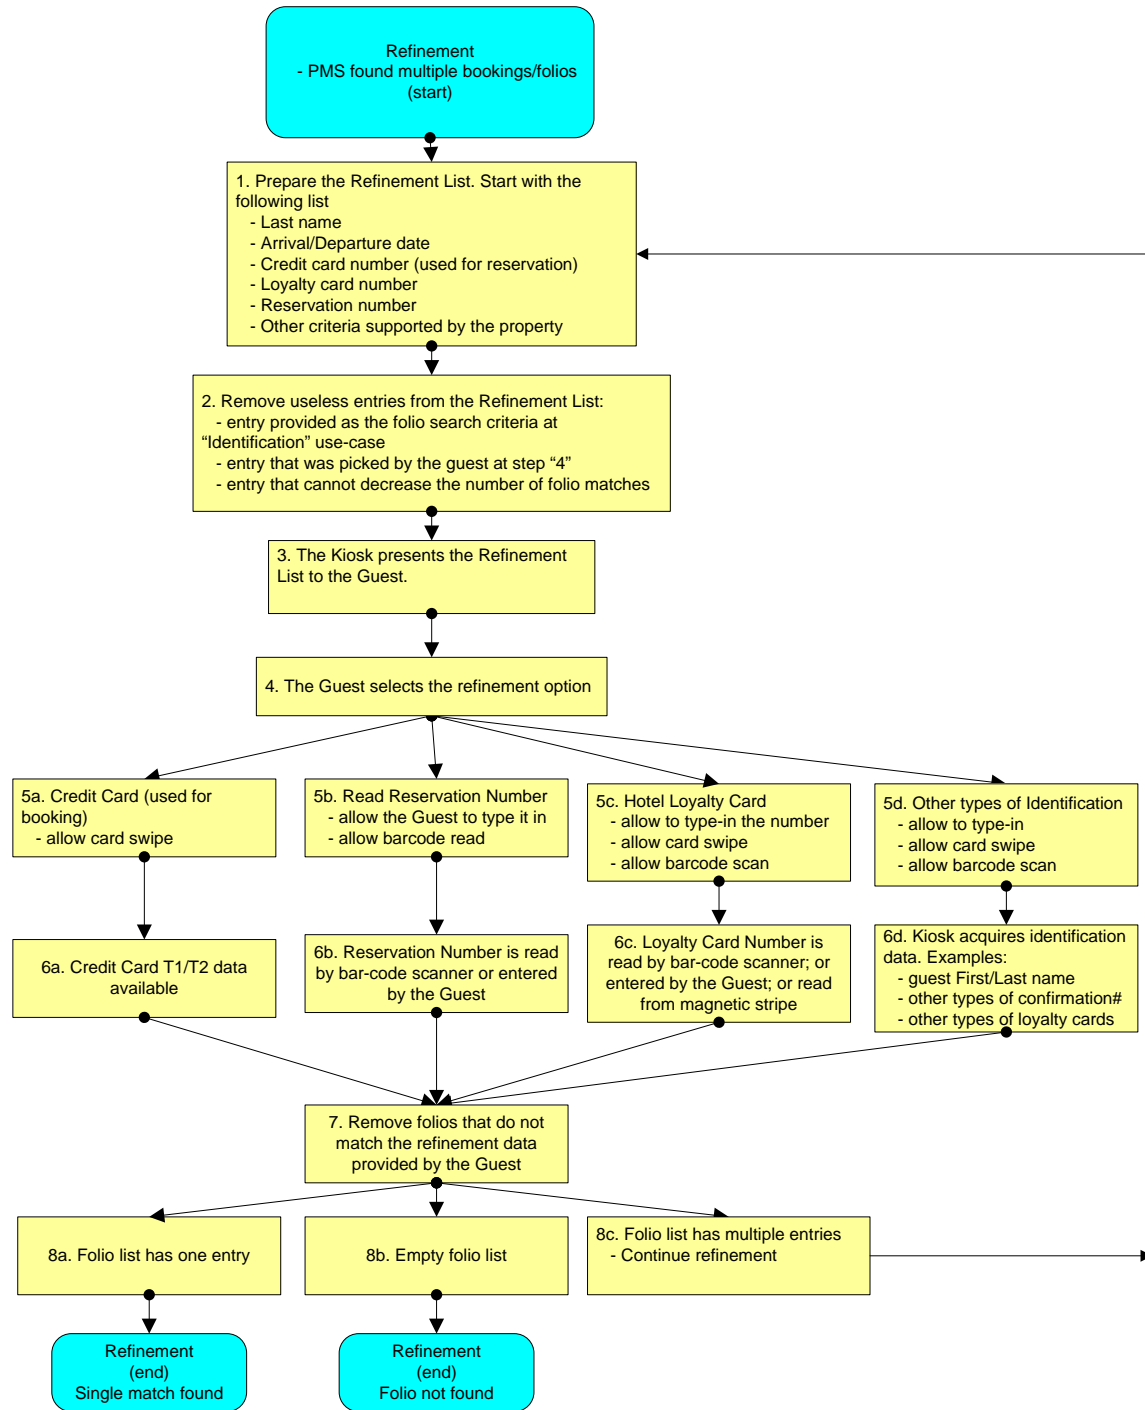 Refinement
- PMS found multiple bookings/folios
(start)
1. Prepare the Refinement List. Start with the
following list
- Last name
- Arrival/Departure date
- Credit card number (used for reservation)
- Loyalty card number
- Reservation number
- Other criteria supported by the property
2. Remove useless entries from the Refinement List:
- entry provided as the folio search criteria at
“Identification” use-case
- entry that was picked by the guest at step “4”
- entry that cannot decrease the number of folio matches
3. The Kiosk presents the Refinement
List to the Guest.
4. The Guest selects the refinement option
5a. Credit Card (used for
booking)
- allow card swipe
5b. Read Reservation Number
- allow the Guest to type it in
- allow barcode read
5c. Hotel Loyalty Card
- allow to type-in the number
- allow card swipe
- allow barcode scan
5d. Other types of Identification
- allow to type-in
- allow card swipe
- allow barcode scan
6a. Credit Card T1/T2 data
available
6b. Reservation Number is read
by bar-code scanner or entered
by the Guest
6c. Loyalty Card Number is
read by bar-code scanner; or
entered by the Guest; or read
from magnetic stripe
6d. Kiosk acquires identification
data. Examples:
- guest First/Last name
- other types of confirmation#
- other types of loyalty cards
7. Remove folios that do not
match the refinement data
provided by the Guest
8a. Folio list has one entry
8b. Empty folio list
8c. Folio list has multiple entries
- Continue refinement
Refinement
(end)
Single match found
Refinement
(end)
Folio not found